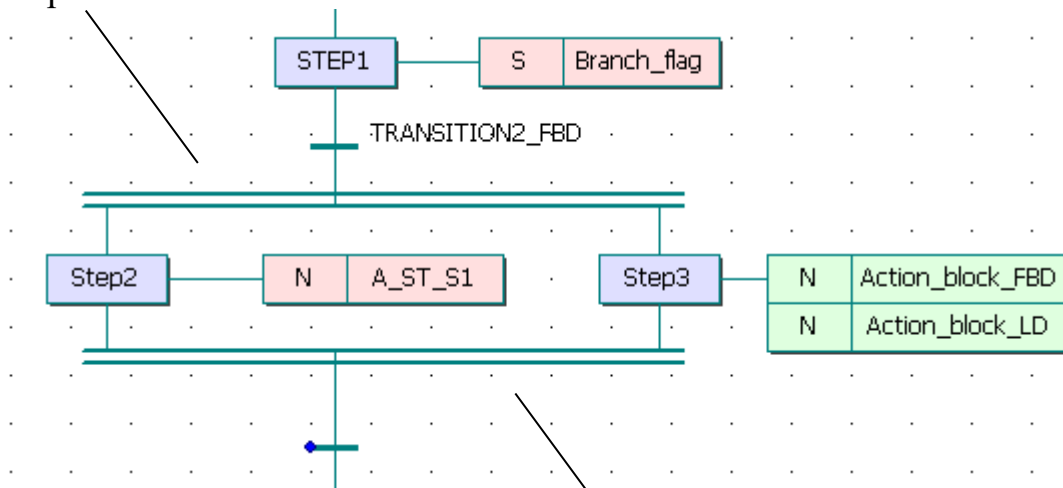 STEP1 S Branch_flag
TRANSITION2_FBD
Step2 N A_ST_S1 Step3 N Action_block_FBD
N Action_block_LD